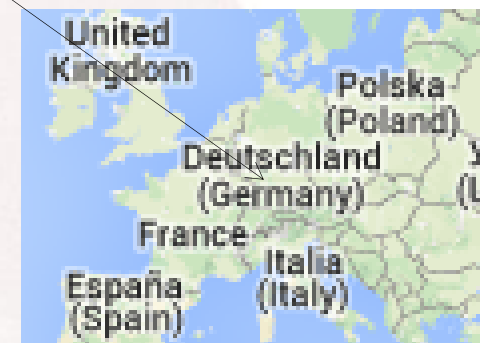 United
Kingdom
Polska
(Poland)
Deutschland
(Germany)
France
Italia
(Italy)
España
(Spain)